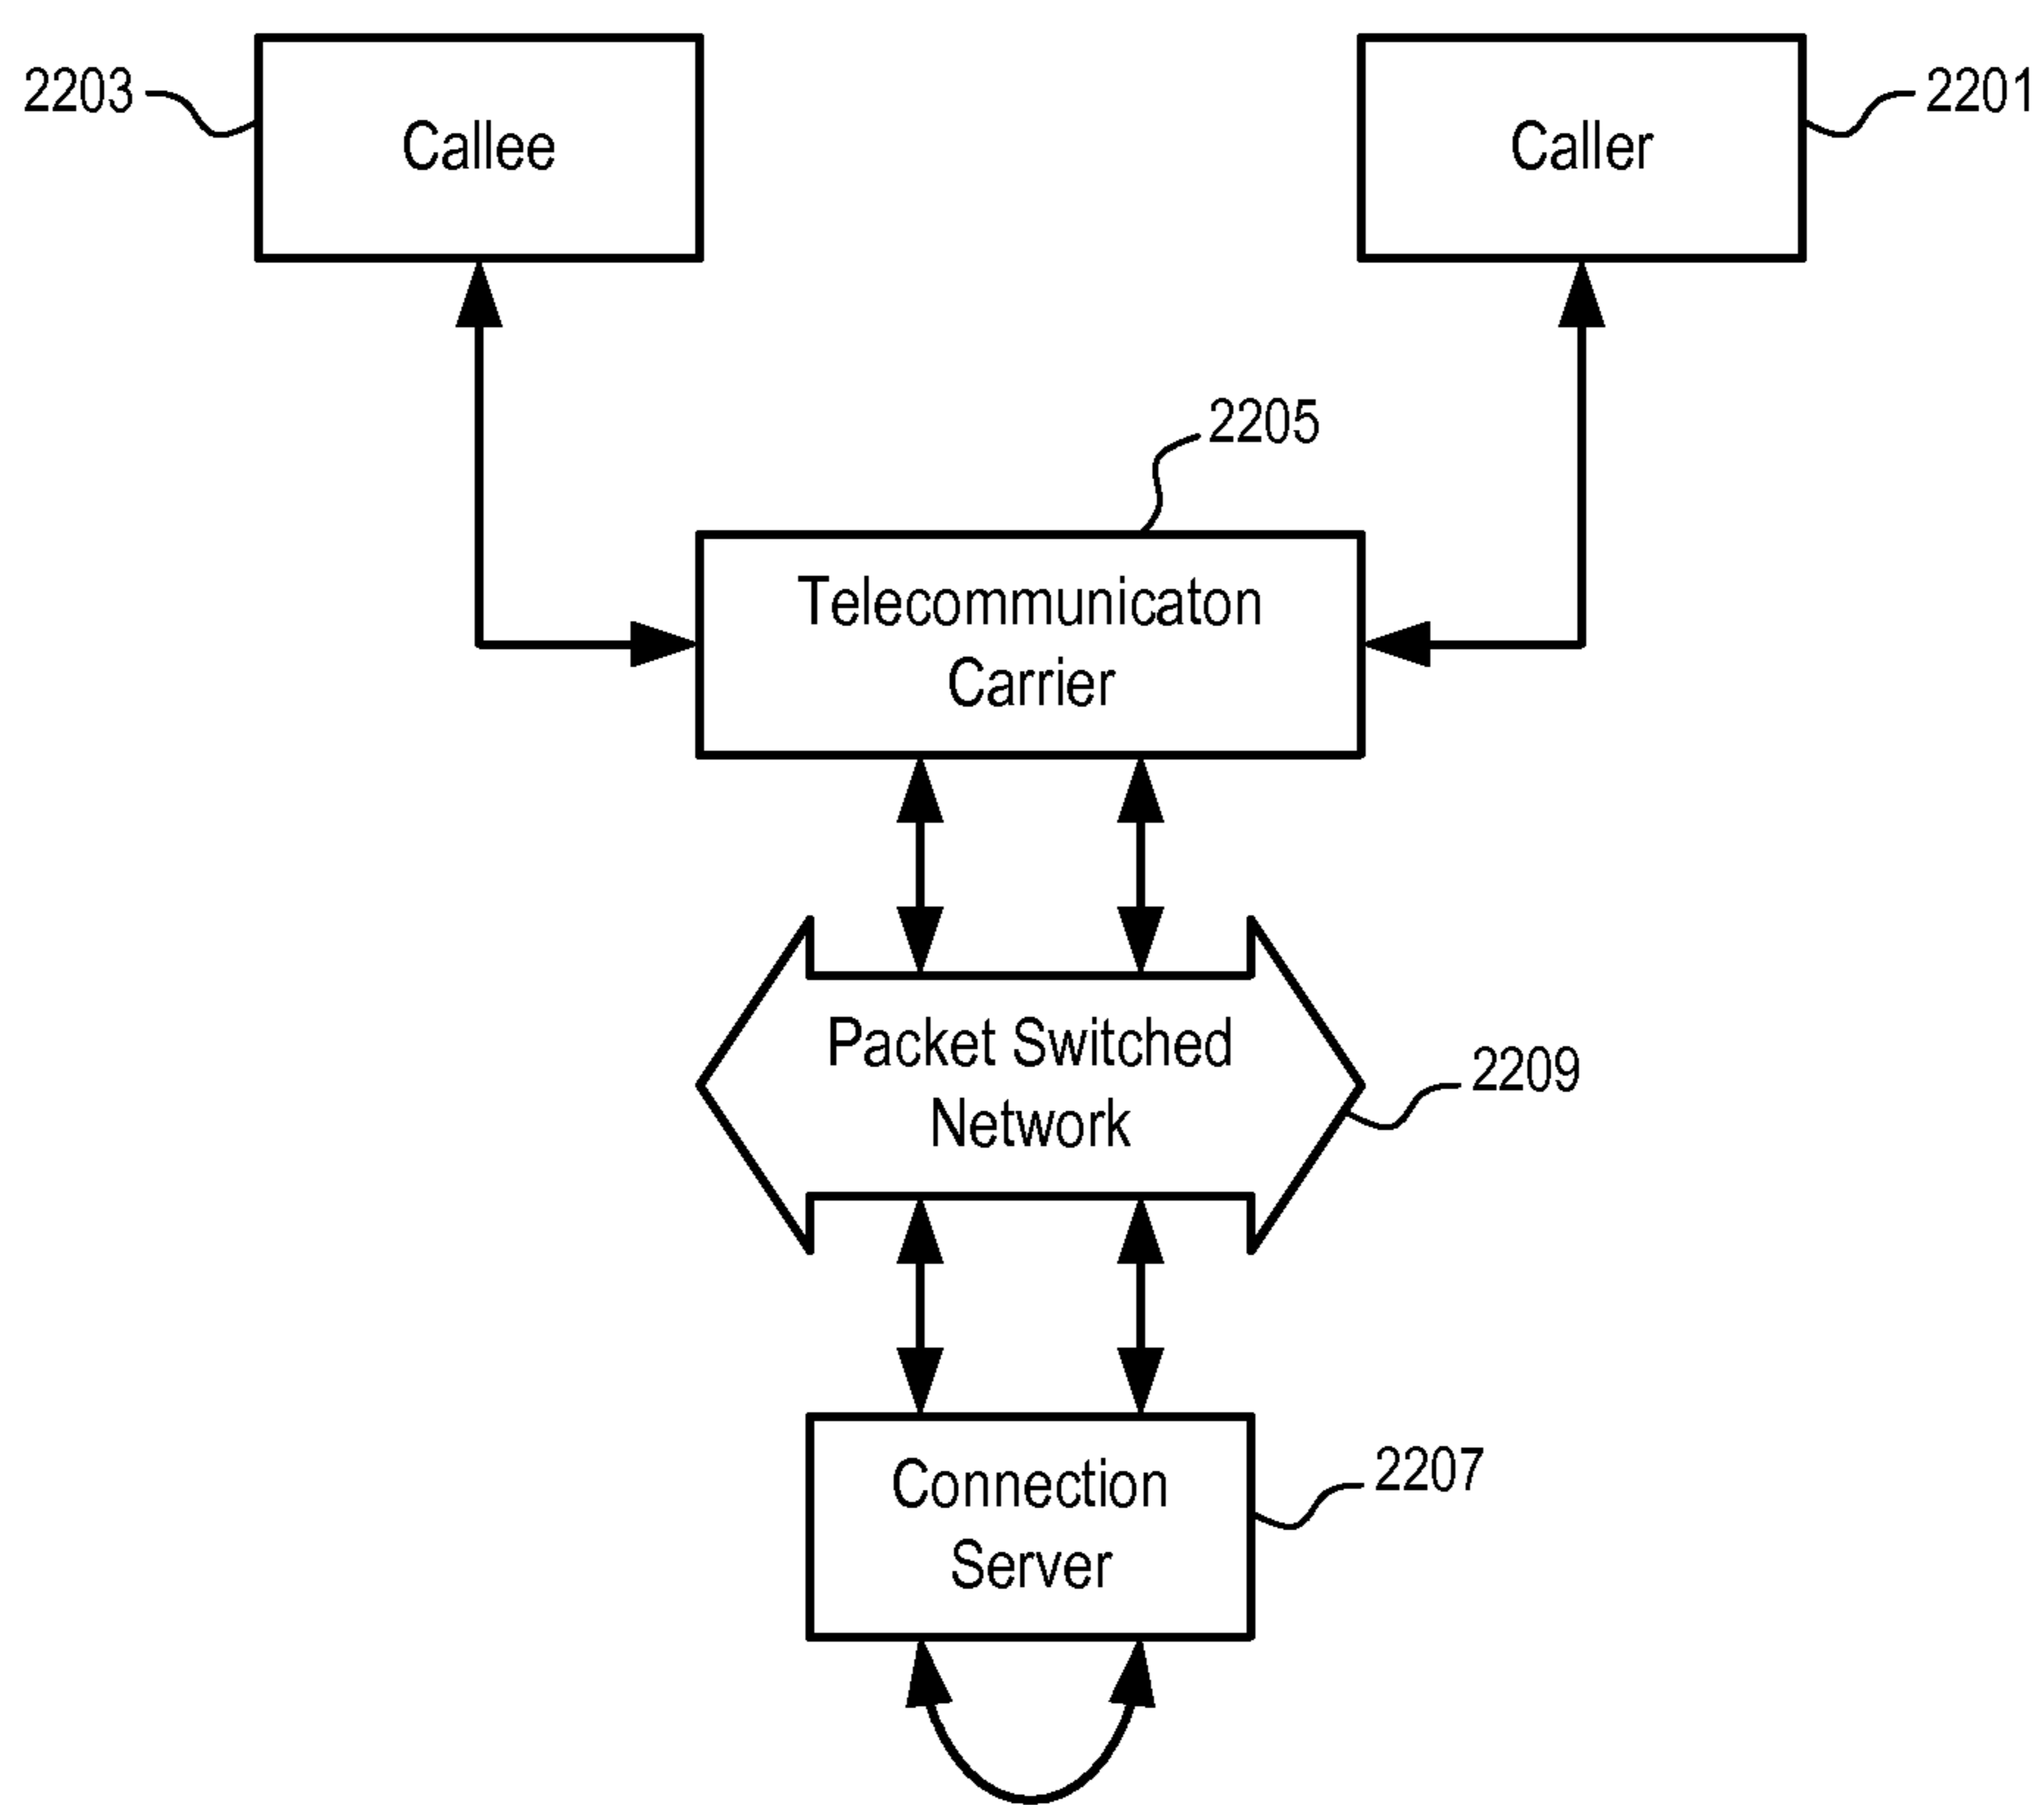 2203
Callee
Caller
2201
2205
Telecommunicaton
Carrier
Packet Switched
Network
2209
Connection
Server
2207